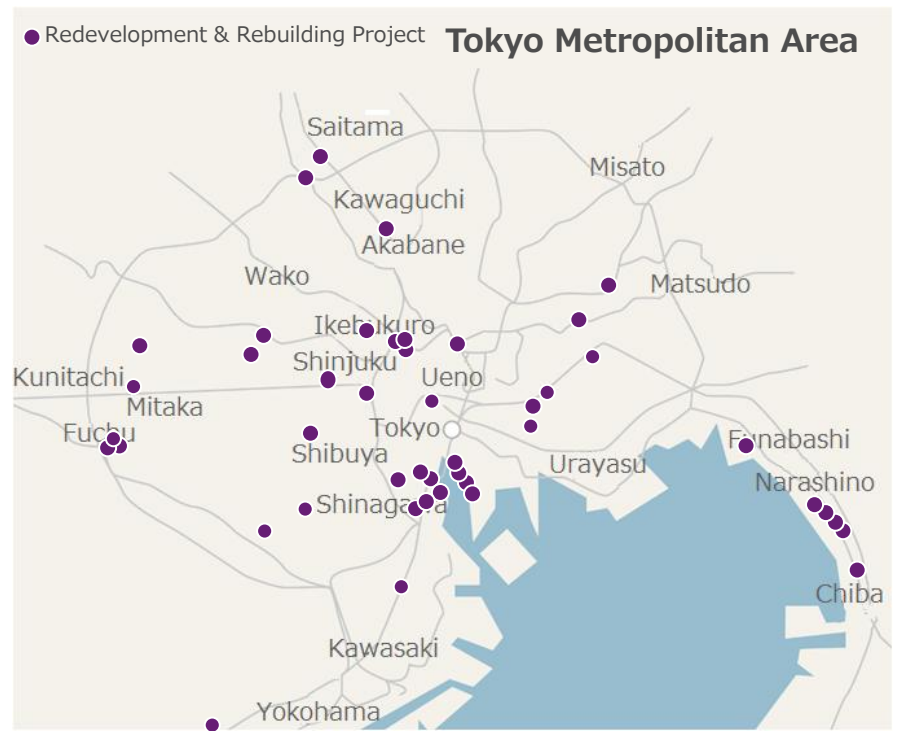 Redevelopment & Rebuilding Project
Tokyo Metropolitan Area
Saitama
Misato
Kawaguchi
Akabane
Wako
Matsudo
Ikebukuro
Shinjuku
Kunitachi
Ueno
Mitaka
Tokyo
Fuchu
Funabashi
Shibuya
Urayasu
Narashino
Shinagawa
Chiba
Kawasaki
Yokohama